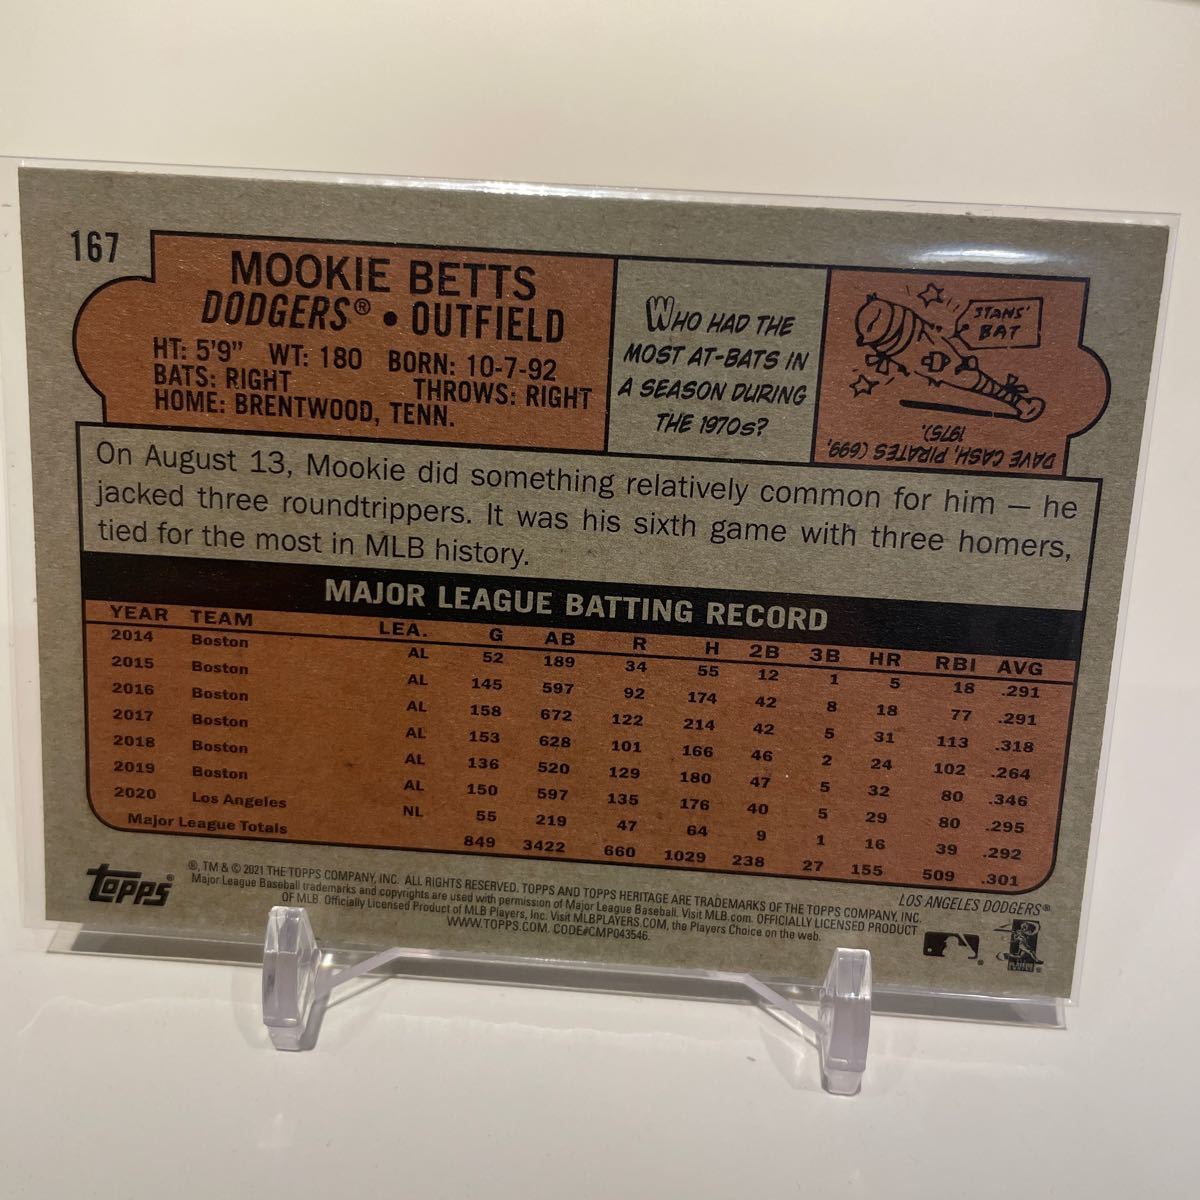 167
MOOKIE BETTS
DODGERS® • OUTFIELD
HT: 5'9" WT: 180 BORN: 10-7-92
BATS: RIGHT THROWS: RIGHT
HOME: BRENTWOOD, TENN.
WHO HAD THE
MOST AT-BATS IN
A SEASON DURING
THE 1970s?
STANS'
BAT
DAVE CASH, PIRATES (699,
1975).
On August 13, Mookie did something relatively common for him — he
jacked three roundtrippers. It was his sixth game with three homers,
tied for the most in MLB history.
MAJOR LEAGUE BATTING RECORD
YEAR TEAM LEA. G AB R H 2B 3B HR RBI AVG
2014 Boston AL 52 189 34 55 12 1 5 18 .291
2015 Boston AL 145 597 92 174 42 8 18 77 .291
2016 Boston AL 158 672 122 214 42 5 31 113 .318
2017 Boston AL 153 628 101 166 46 2 24 102 .264
2018 Boston AL 136 520 129 180 47 5 32 80 .346
2019 Boston AL 150 597 135 176 40 5 29 80 .295
2020 Los Angeles NL 55 219 47 64 9 1 16 39 .292
Major League Totals 849 3422 660 1029 238 27 155 509 .301
topps®
®, TM & © 2021 THE TOPPS COMPANY, INC. ALL RIGHTS RESERVED. TOPPS AND TOPPS HERITAGE ARE TRADEMARKS OF THE TOPPS COMPANY, INC.
Major League Baseball trademarks and copyrights are used with permission of Major League Baseball. Visit MLB.com. OFFICIALLY LICENSED PRODUCT
OF MLB. Officially Licensed Product of MLB Players, Inc. Visit MLBPLAYERS.COM, the Players Choice on the web.
WWW.TOPPS.COM. CODE#CMP043546.
LOS ANGELES DODGERS®